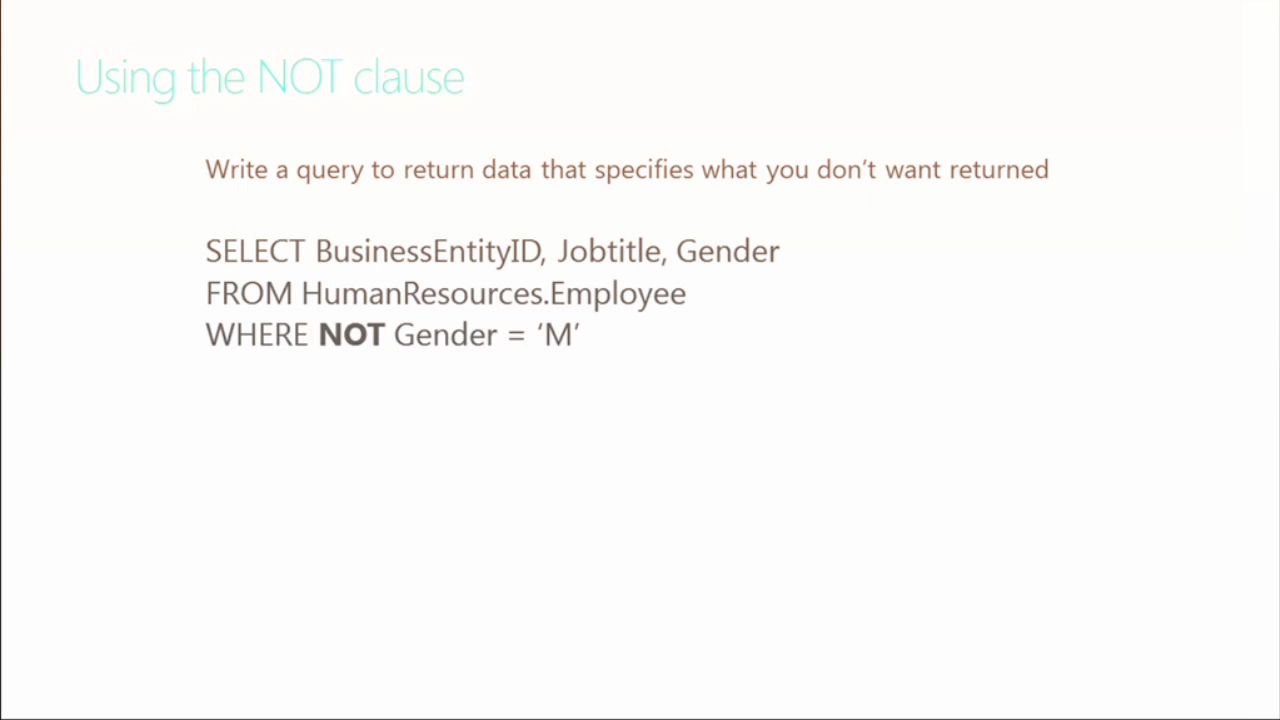 Using the NOT clause
Write a query to return data that specifies what you don’t want returned
SELECT BusinessEntityID, Jobtitle, Gender
FROM HumanResources.Employee
WHERE NOT Gender = ‘M’